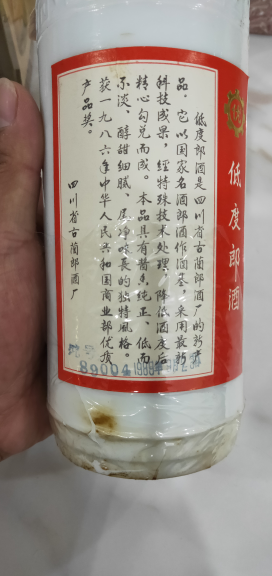 低度郎酒是四川省古蔺郎酒厂的新产
品。它以国家名酒郎酒作酒基，采用最新
科技成果，经特殊技术处理，降低酒度后
精心勾兑而成。本品具有酱香纯正、低而
不淡、醇甜细腻、尾净味长的独特风格。
获一九八六年中华人民共和国商业部优质
产品奖。
四川省古蔺郎酒厂
低度郎酒
89004